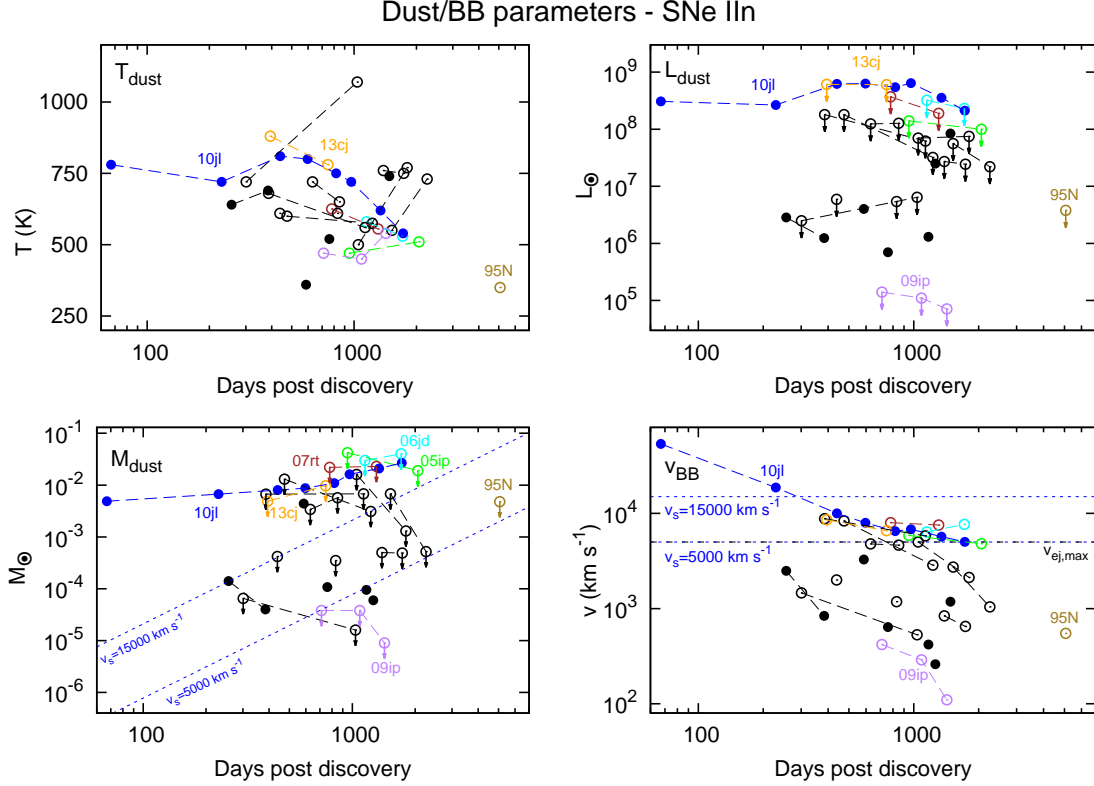 Dust/BB parameters - SNe IIn
T_dust
T (K)
1000
750
500
250
10jl
13cj
95N
100
1000
Days post discovery
L_dust
L⊙
10^9
10^8
10^7
10^6
10^5
13cj
10jl
95N
09ip
100
1000
Days post discovery
M_dust
M⊙
10^-1
10^-2
10^-3
10^-4
10^-5
10^-6
06jd
07rt
05ip
95N
10jl
13cj
v_s=15000 km s^-1
v_s=5000 km s^-1
09ip
100
1000
Days post discovery
v_BB
v (km s^-1)
10^4
10^3
10^2
10jl
v_s=15000 km s^-1
v_s=5000 km s^-1
v_ej,max
95N
09ip
100
1000
Days post discovery